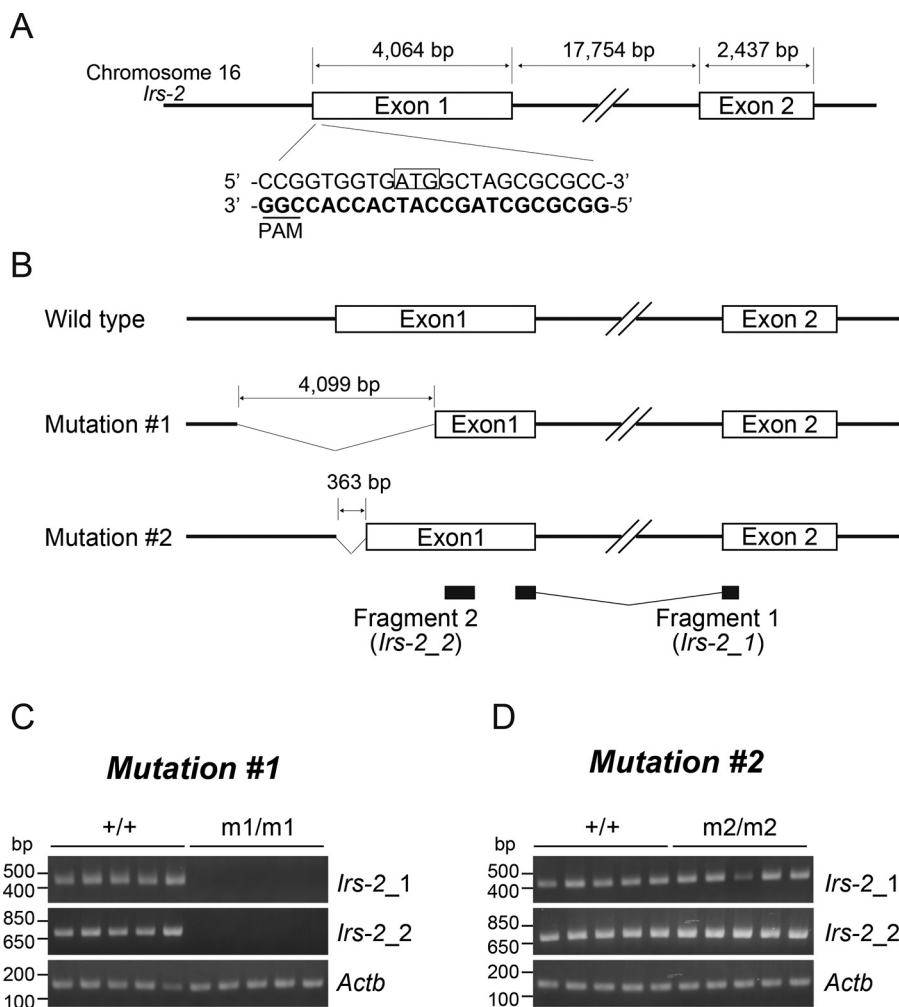 A
4,064 bp
17,754 bp
2,437 bp
Chromosome 16
Irs-2
Exon 1
Exon 2
5’ -CCGGTGGTGATGGCTAGCGCGCC-3’
3’ -GGCCACCACTACCGATCGCGCGG-5’
PAM
B
Wild type
Exon1
Exon 2
4,099 bp
Mutation #1
Exon1
Exon 2
363 bp
Mutation #2
Exon1
Exon 2
Fragment 2
(Irs-2_2)
Fragment 1
(Irs-2_1)
C
Mutation #1
+/+
m1/m1
bp
500
400
Irs-2_1
850
650
Irs-2_2
200
100
Actb
D
Mutation #2
+/+
m2/m2
bp
500
400
Irs-2_1
850
650
Irs-2_2
200
100
Actb